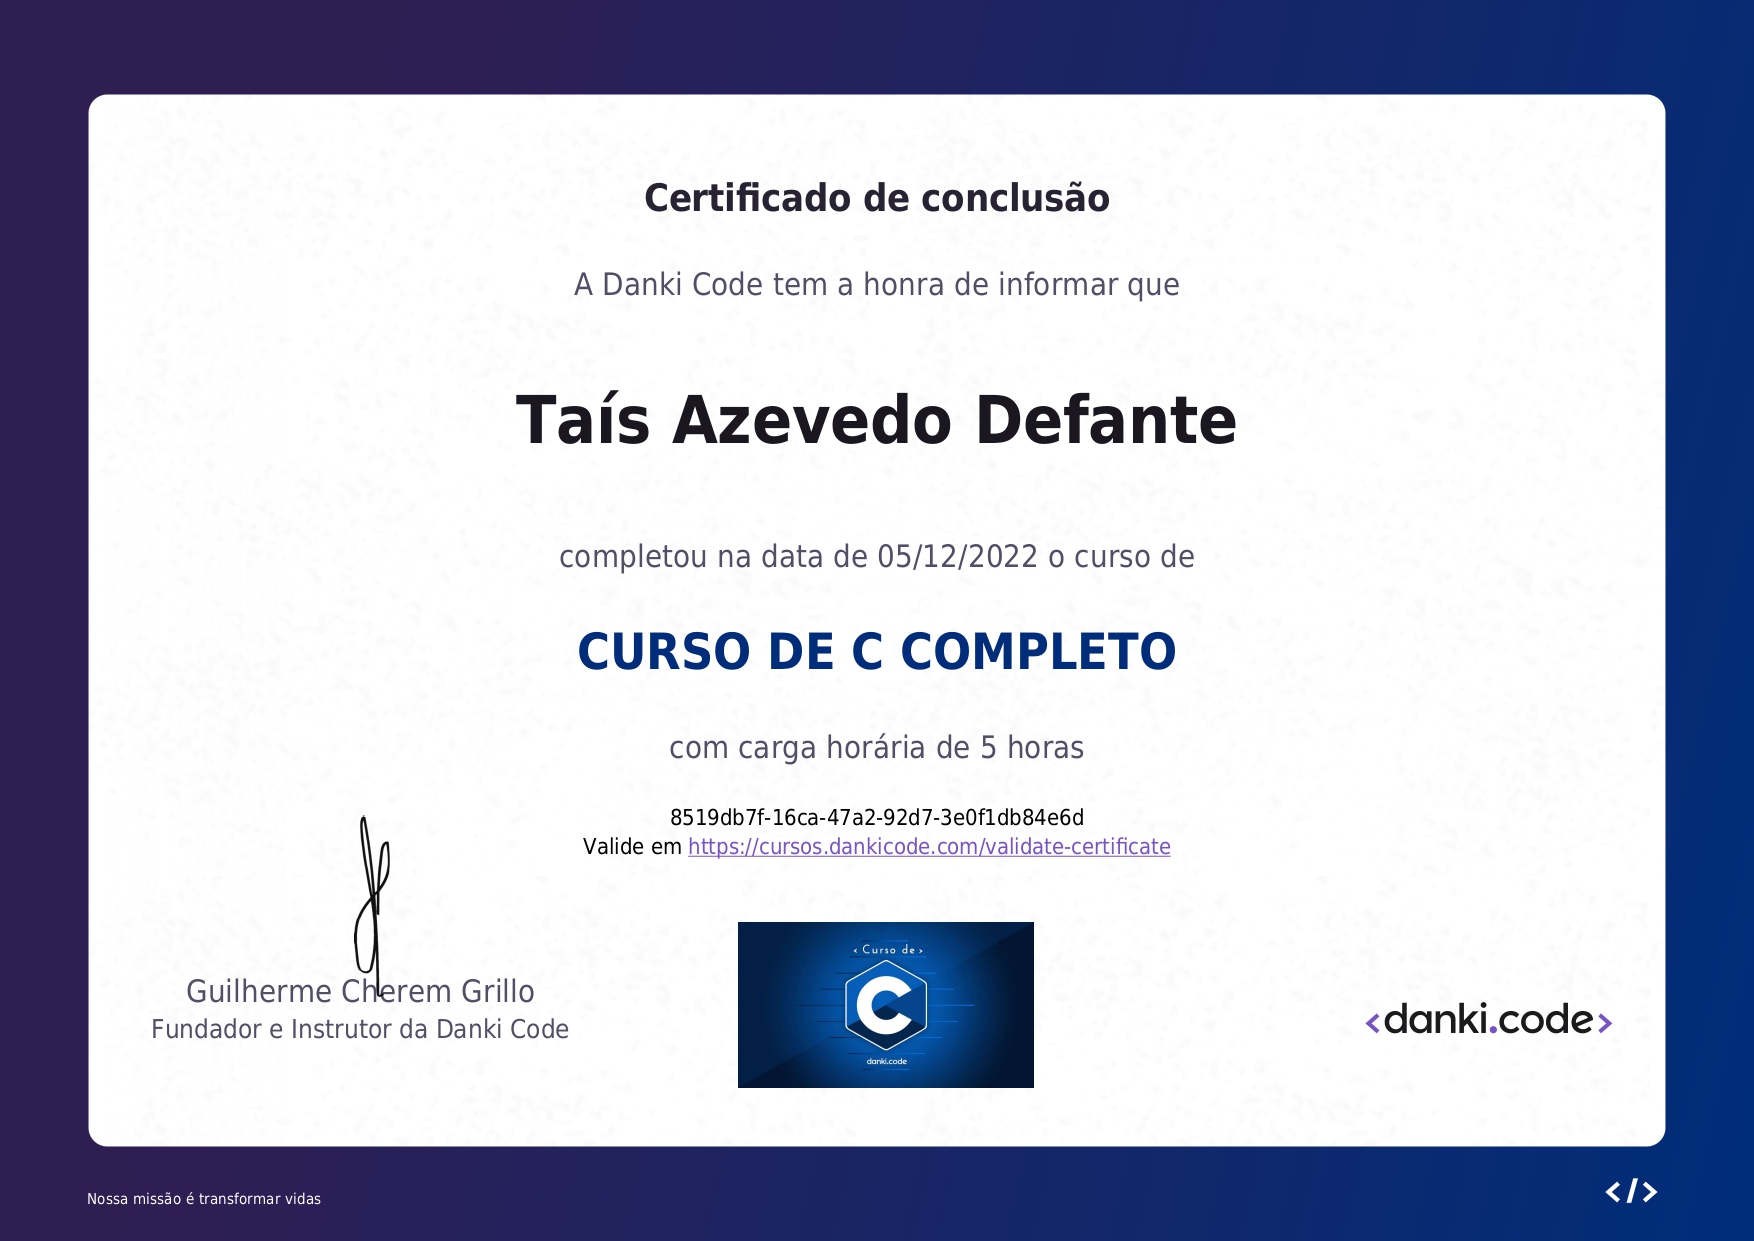 Certificado de conclusão
A Danki Code tem a honra de informar que
Taís Azevedo Defante
completou na data de 05/12/2022 o curso de
CURSO DE C COMPLETO
com carga horária de 5 horas
8519db7f-16ca-47a2-92d7-3e0f1db84e6d
Valide em https://cursos.dankicode.com/validate-certificate
Guilherme Cherem Grillo
Fundador e Instrutor da Danki Code
< Curso de >
C
danki.code
<danki.code>
Nossa missão é transformar vidas
</>